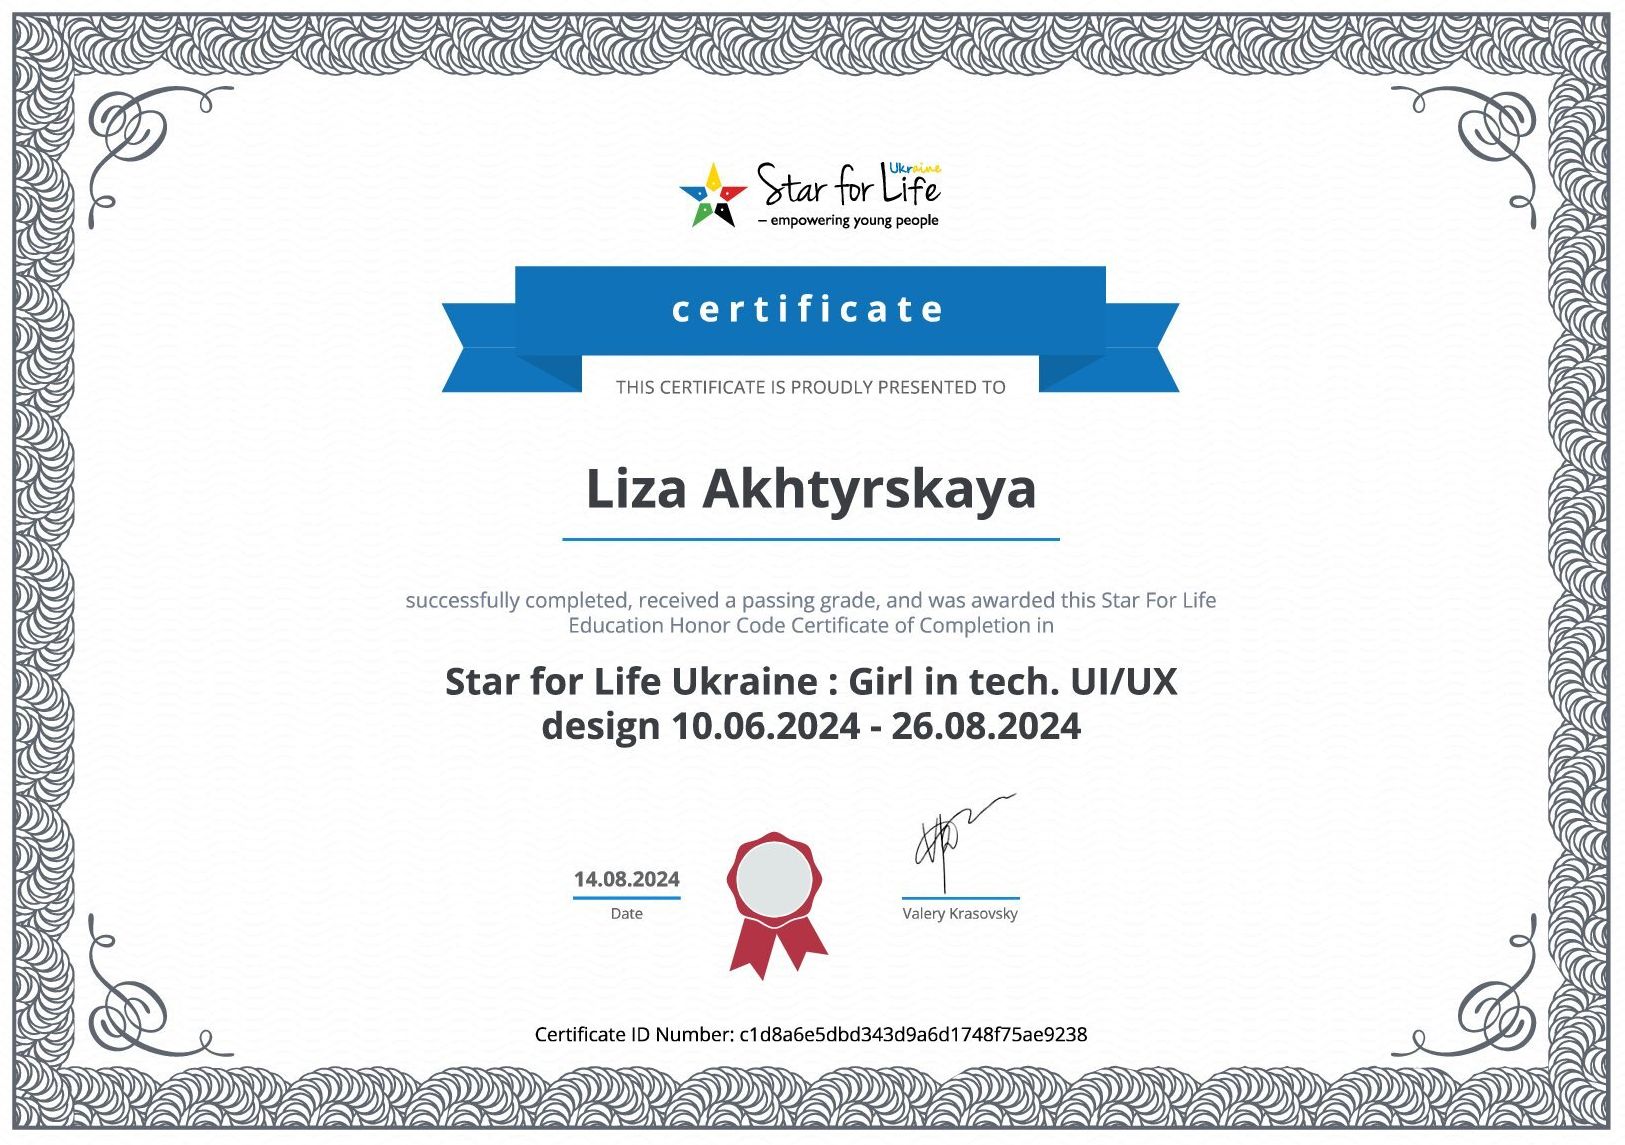 Ukraine
Star for Life
– empowering young people
certificate
THIS CERTIFICATE IS PROUDLY PRESENTED TO
Liza Akhtyrskaya
successfully completed, received a passing grade, and was awarded this Star For Life
Education Honor Code Certificate of Completion in
Star for Life Ukraine : Girl in tech. UI/UX
design 10.06.2024 - 26.08.2024
14.08.2024
Date
Valery Krasovsky
Certificate ID Number: c1d8a6e5dbd343d9a6d1748f75ae9238